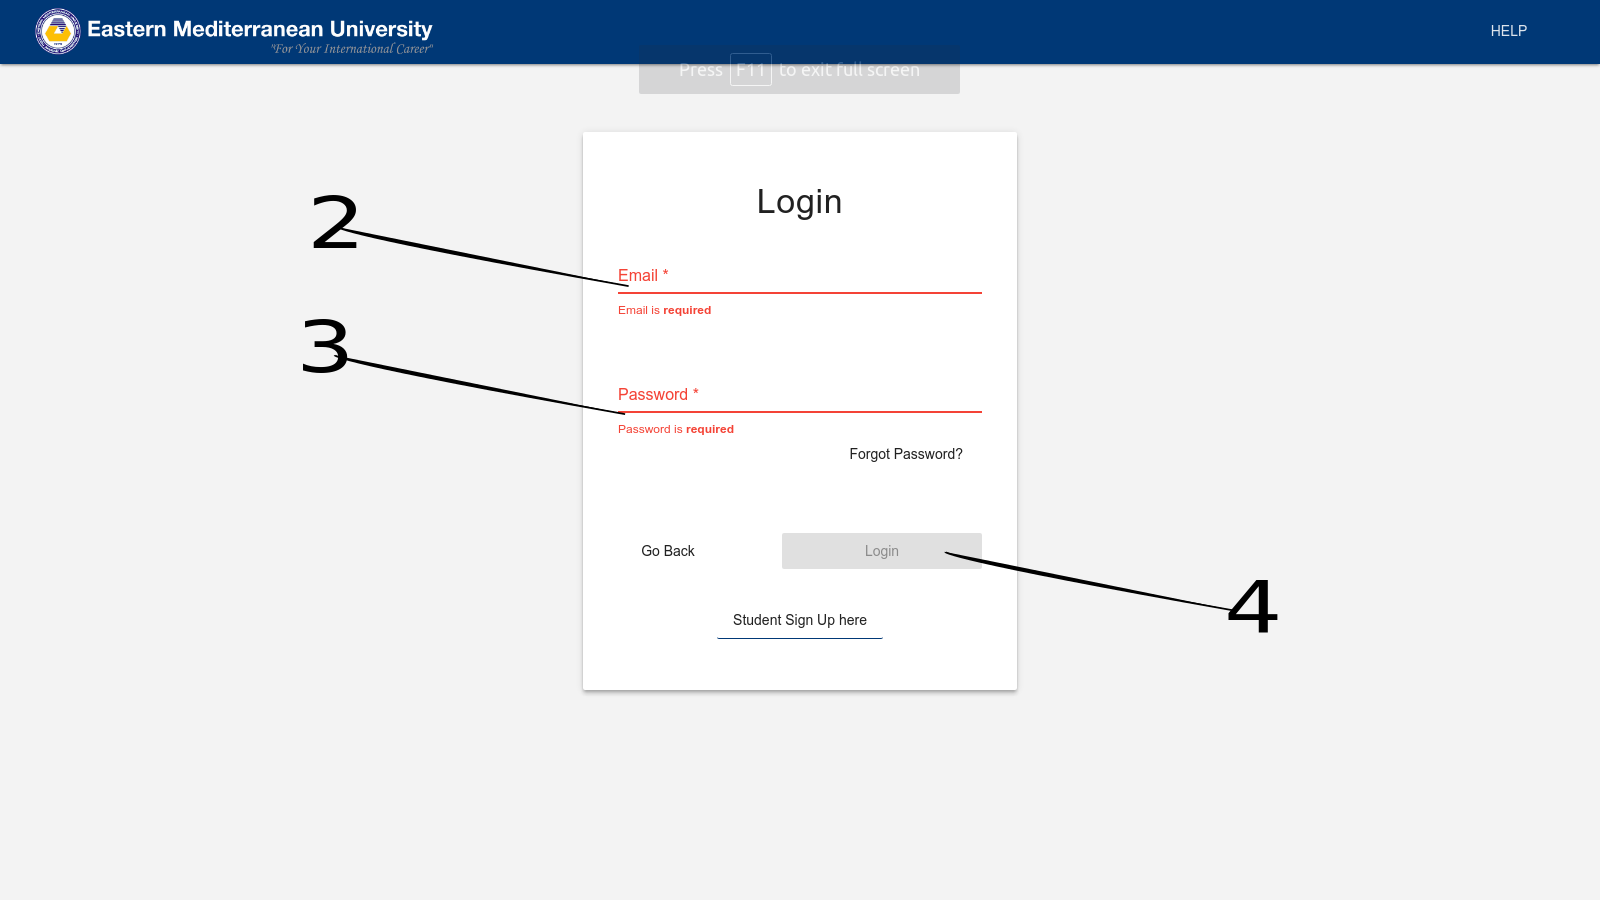 Eastern Mediterranean University
"For Your International Career"
HELP
Press F11 to exit full screen
Login
2
Email *
Email is required
3
Password *
Password is required
Forgot Password?
Go Back
Login
4
Student Sign Up here